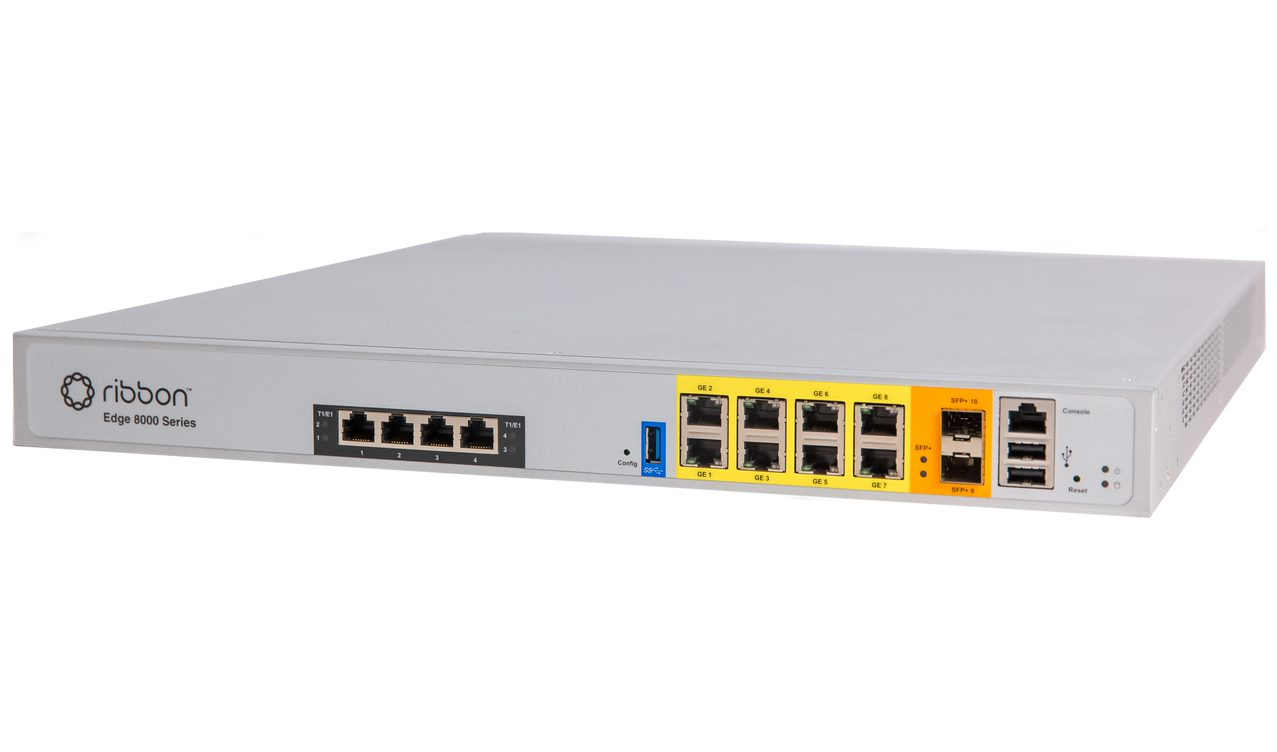 ribbon™
Edge 8000 Series
T1/E1
2
1
1
2
3
4
T1/E1
4
3
Config
SS
GE 2
GE 4
GE 6
GE 8
GE 1
GE 3
GE 5
GE 7
SFP+ 10
SFP+
SFP+ 9
Console
Reset